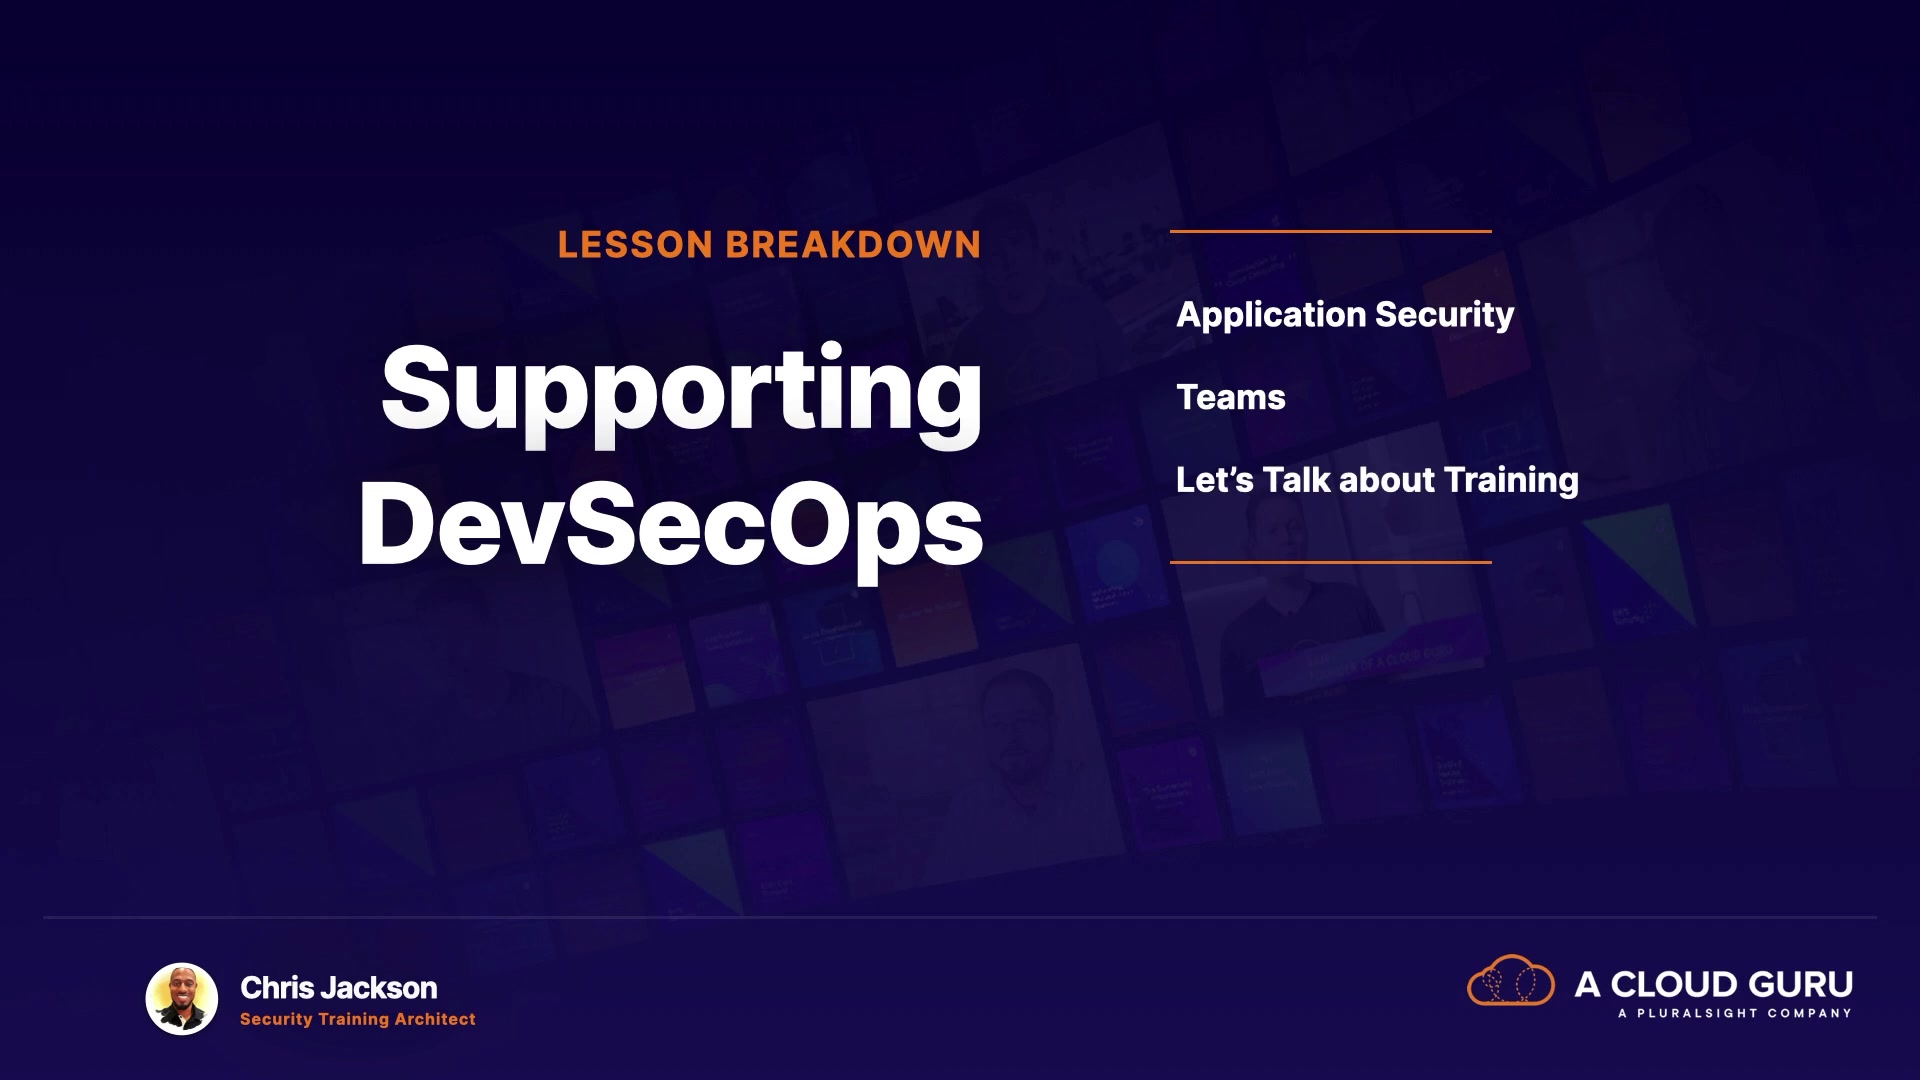 LESSON BREAKDOWN
Supporting
DevSecOps
Application Security
Teams
Let’s Talk about Training
Chris Jackson
Security Training Architect
A CLOUD GURU
A PLURALSIGHT COMPANY